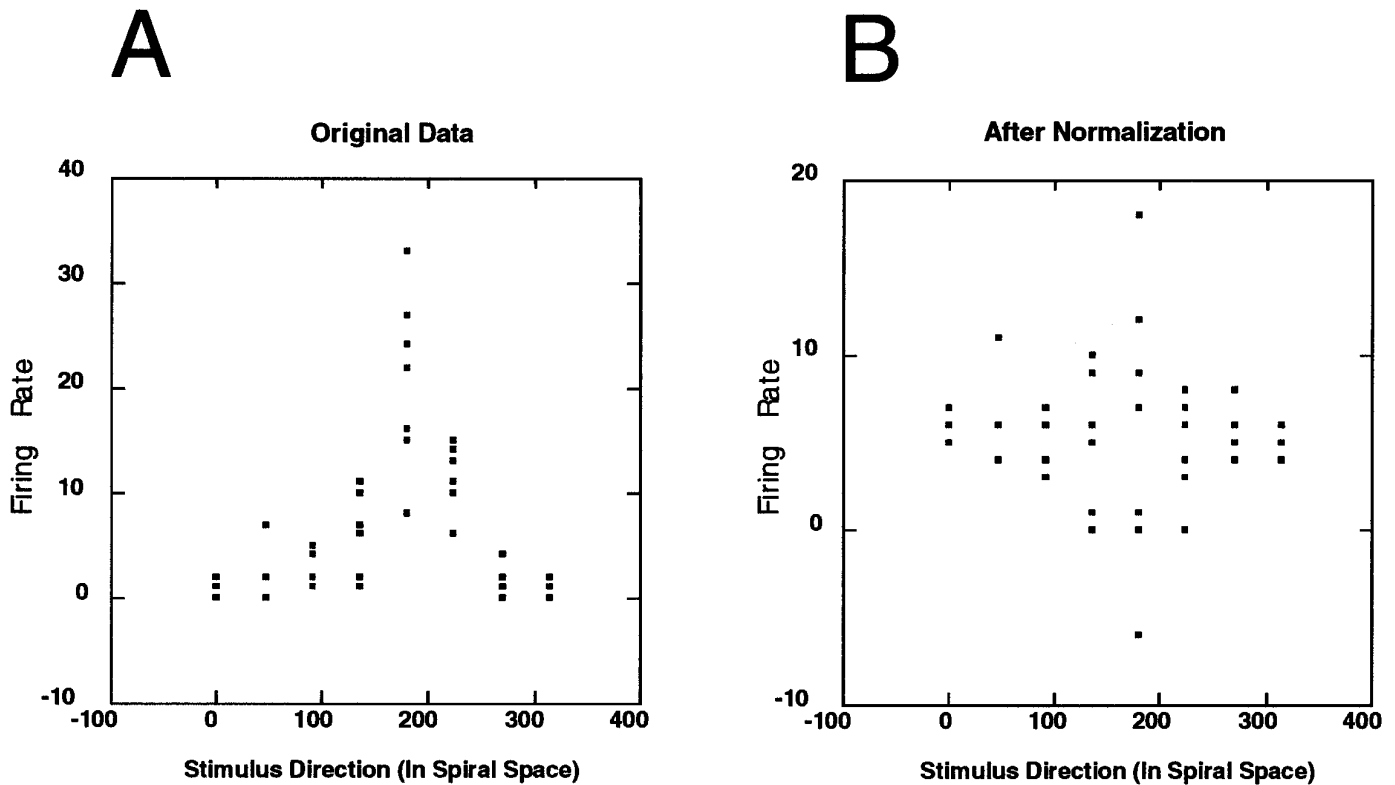 A
Original Data
40
30
20
10
0
-10
-100 0 100 200 300 400
Firing Rate
Stimulus Direction (In Spiral Space)
B
After Normalization
20
10
0
-10
-100 0 100 200 300 400
Firing Rate
Stimulus Direction (In Spiral Space)